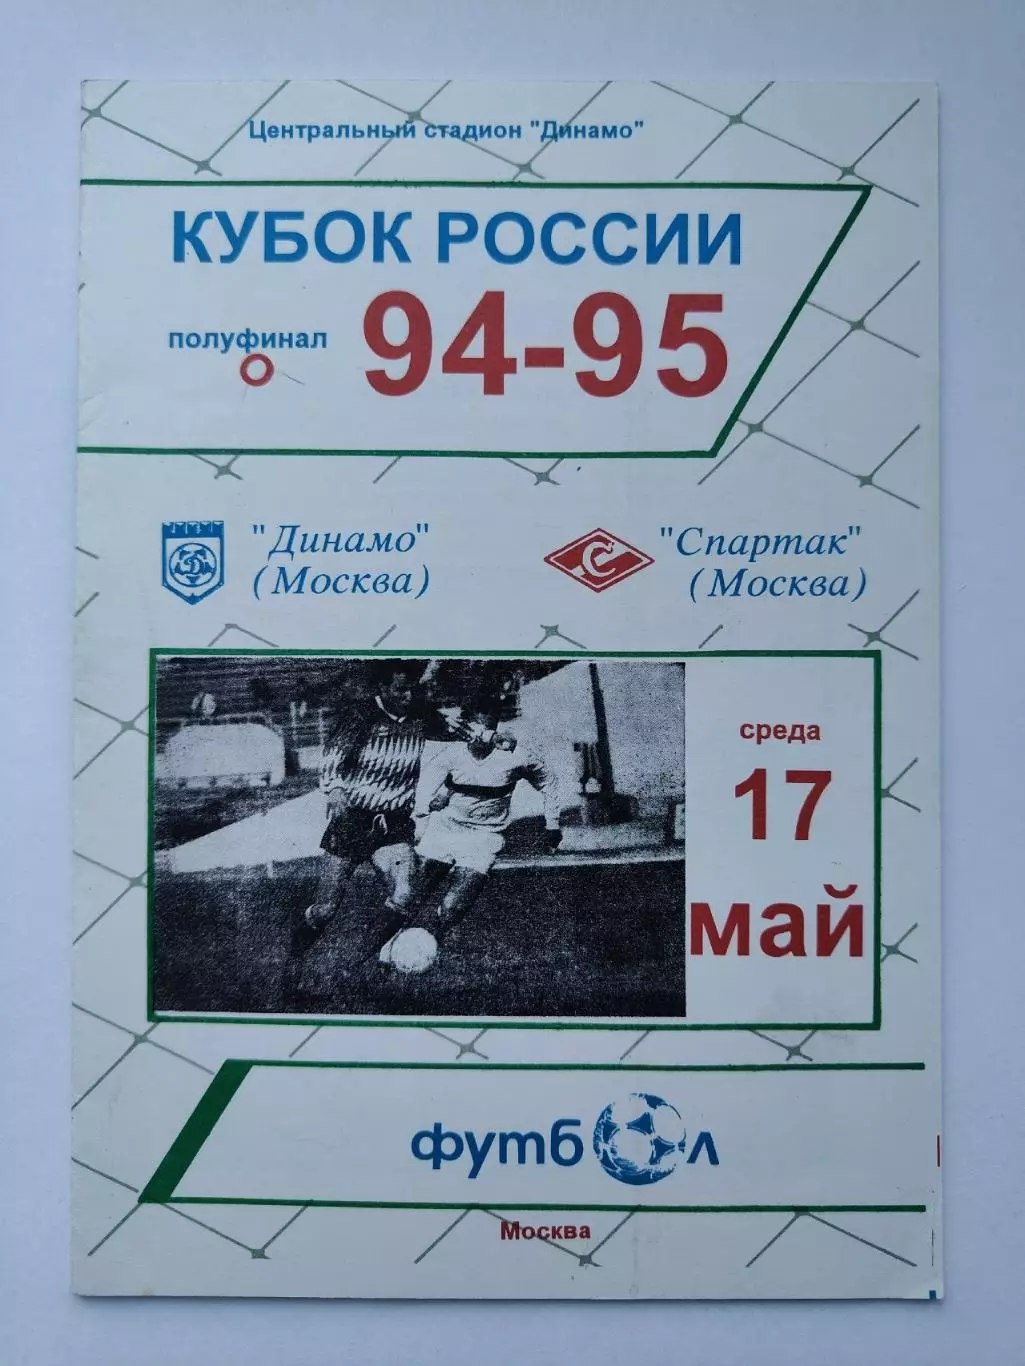 Центральный стадион "Динамо"
КУБОК РОССИИ
полуфинал
94-95
"Динамо"
(Москва)
"Спартак"
(Москва)
среда
17
май
футбол
Москва